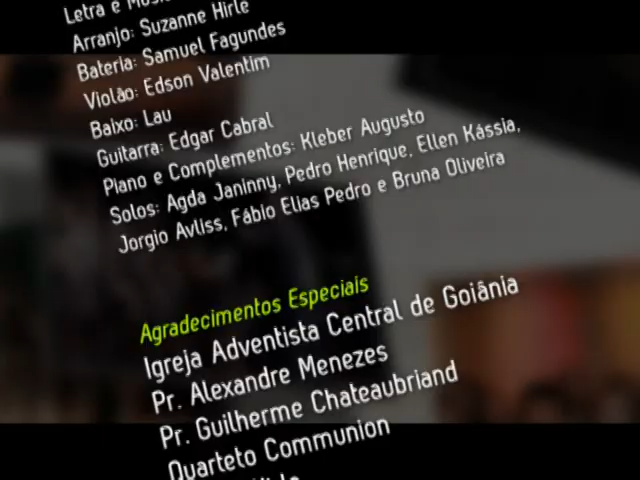 Letra e
Arranjo: Suzanne Hirle
Bateria: Samuel Fagundes
Violão: Edson Valentim
Baixo: Lau
Guitarra: Edgar Cabral
Piano e Complementos: Kleber Augusto
Solos: Agda Janinny, Pedro Henrique, Ellen Kássia,
Jorgio Avliss, Fábio Elias Pedro e Bruna Oliveira
Agradecimentos Especiais
Igreja Adventista Central de Goiânia
Pr. Alexandre Menezes
Pr. Guilherme Chateaubriand
Quarteto Communion